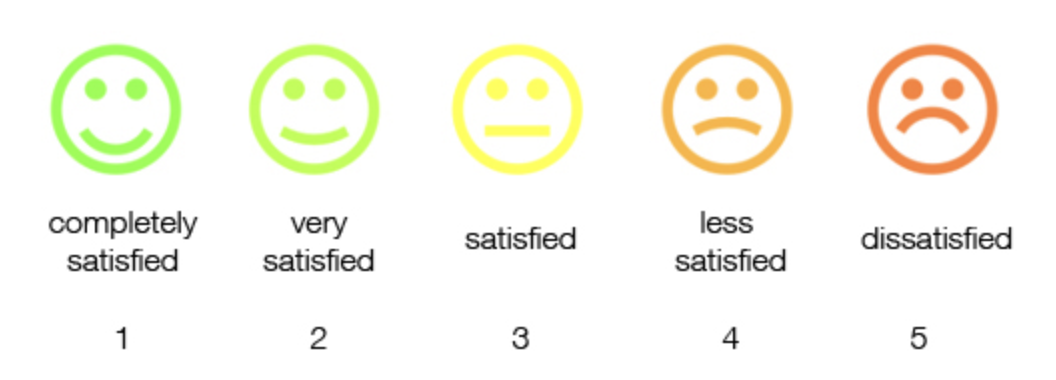 completely
satisfied
very
satisfied
satisfied
less
satisfied
dissatisfied
1 2 3 4 5